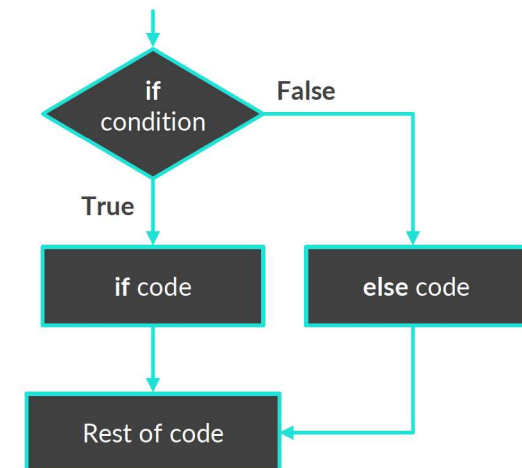 if
condition
False
True
if code
else code
Rest of code